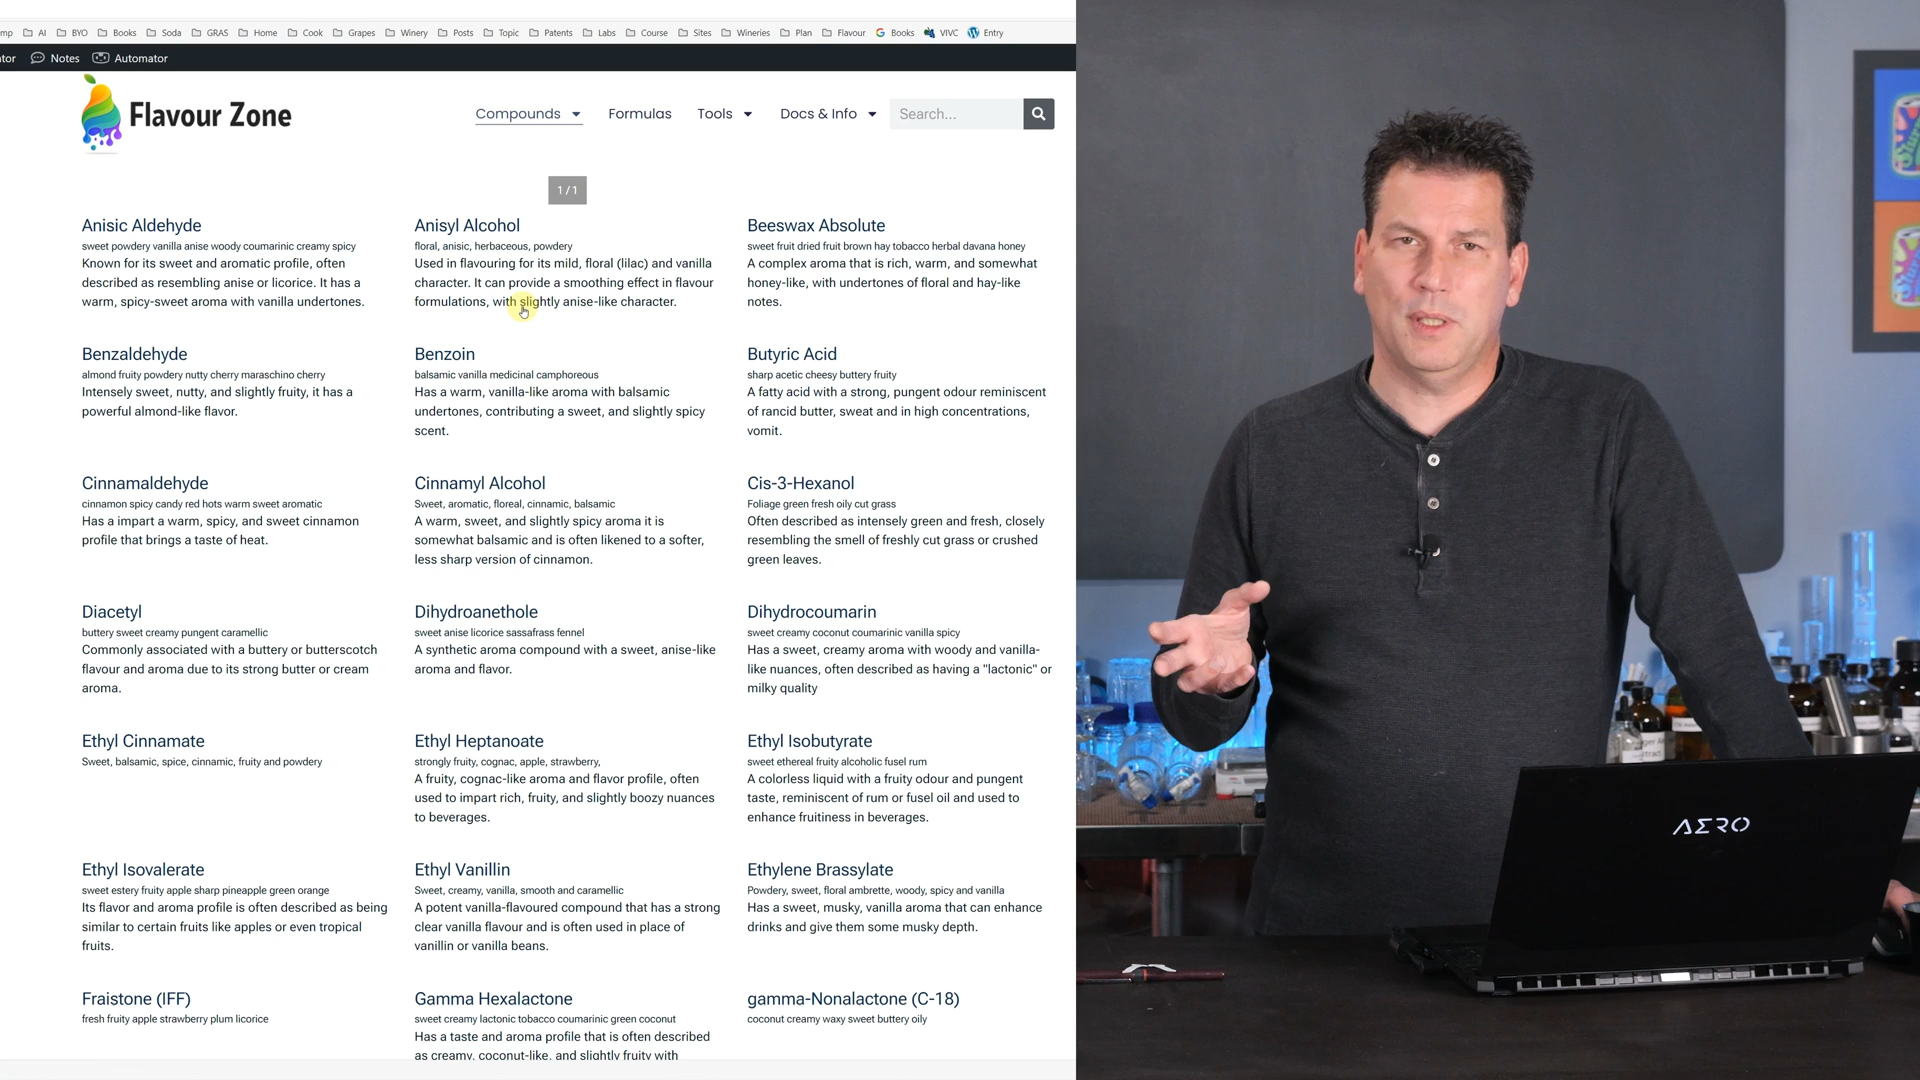 mp AI BYO Books Soda GRAS Home Cook Grapes Winery Posts Topic Patents Labs Course Sites Wineries Plan Flavour Books VIVC Entry
tor Notes Automator
Flavour Zone
Compounds Formulas Tools Docs & Info Search...
1 / 1
Anisic Aldehyde
sweet powdery vanilla anise woody coumarinic creamy spicy
Known for its sweet and aromatic profile, often
described as resembling anise or licorice. It has a
warm, spicy-sweet aroma with vanilla undertones.
Anisyl Alcohol
floral, anisic, herbaceous, powdery
Used in flavouring for its mild, floral (lilac) and vanilla
character. It can provide a smoothing effect in flavour
formulations, with slightly anise-like character.
Beeswax Absolute
sweet fruit dried fruit brown hay tobacco herbal davana honey
A complex aroma that is rich, warm, and somewhat
honey-like, with undertones of floral and hay-like
notes.
Benzaldehyde
almond fruity powdery nutty cherry maraschino cherry
Intensely sweet, nutty, and slightly fruity, it has a
powerful almond-like flavor.
Benzoin
balsamic vanilla medicinal camphoreous
Has a warm, vanilla-like aroma with balsamic
undertones, contributing a sweet, and slightly spicy
scent.
Butyric Acid
sharp acetic cheesy buttery fruity
A fatty acid with a strong, pungent odour reminiscent
of rancid butter, sweat and in high concentrations,
vomit.
Cinnamaldehyde
cinnamon spicy candy red hots warm sweet aromatic
Has a impart a warm, spicy, and sweet cinnamon
profile that brings a taste of heat.
Cinnamyl Alcohol
Sweet, aromatic, floreal, cinnamic, balsamic
A warm, sweet, and slightly spicy aroma it is
somewhat balsamic and is often likened to a softer,
less sharp version of cinnamon.
Cis-3-Hexanol
Foliage green fresh oily cut grass
Often described as intensely green and fresh, closely
resembling the smell of freshly cut grass or crushed
green leaves.
Diacetyl
buttery sweet creamy pungent caramellic
Commonly associated with a buttery or butterscotch
flavour and aroma due to its strong butter or cream
aroma.
Dihydroanethole
sweet anise licorice sassafrass fennel
A synthetic aroma compound with a sweet, anise-like
aroma and flavor.
Dihydrocoumarin
sweet creamy coconut coumarinic vanilla spicy
Has a sweet, creamy aroma with woody and vanilla-
like nuances, often described as having a "lactonic" or
milky quality
Ethyl Cinnamate
Sweet, balsamic, spice, cinnamic, fruity and powdery
Ethyl Heptanoate
strongly fruity, cognac, apple, strawberry,
A fruity, cognac-like aroma and flavor profile, often
used to impart rich, fruity, and slightly boozy nuances
to beverages.
Ethyl Isobutyrate
sweet ethereal fruity alcoholic fusel rum
A colorless liquid with a fruity odour and pungent
taste, reminiscent of rum or fusel oil and used to
enhance fruitiness in beverages.
Ethyl Isovalerate
sweet estery fruity apple sharp pineapple green orange
Its flavor and aroma profile is often described as being
similar to certain fruits like apples or even tropical
fruits.
Ethyl Vanillin
Sweet, creamy, vanilla, smooth and caramellic
A potent vanilla-flavoured compound that has a strong
clear vanilla flavour and is often used in place of
vanillin or vanilla beans.
Ethylene Brassylate
Powdery, sweet, floral ambrette, woody, spicy and vanilla
Has a sweet, musky, vanilla aroma that can enhance
drinks and give them some musky depth.
Fraistone (IFF)
fresh fruity apple strawberry plum licorice
Gamma Hexalactone
sweet creamy lactonic tobacco coumarinic green coconut
Has a taste and aroma profile that is often described
as creamy, coconut-like, and slightly fruity with
gamma-Nonalactone (C-18)
coconut creamy waxy sweet buttery oily
AERO